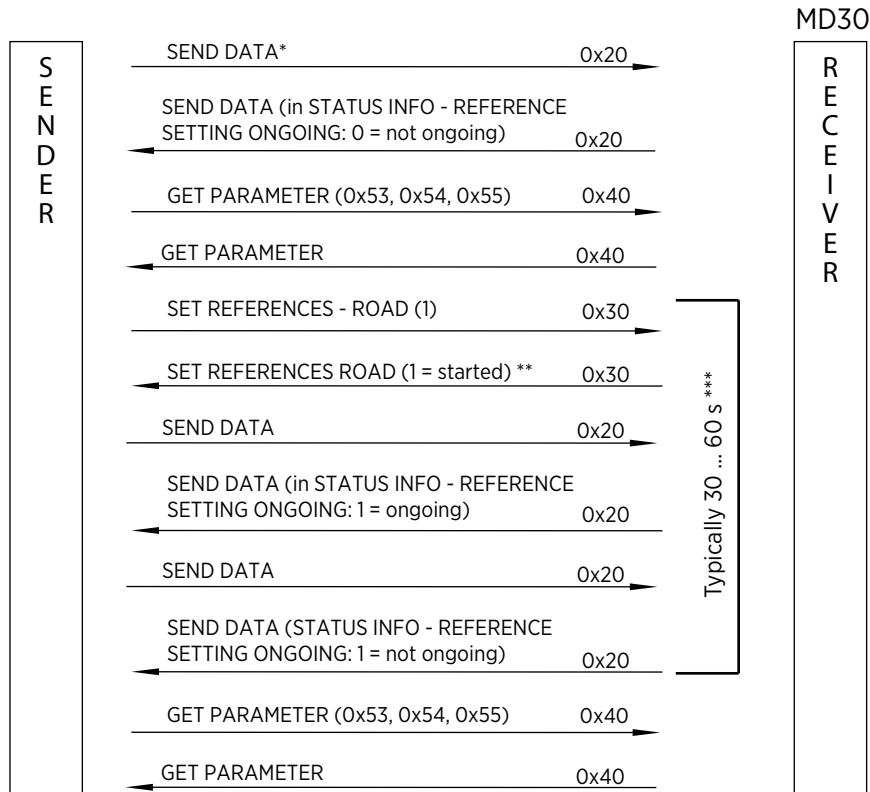 MD30
SENDER
RECEIVER
SEND DATA* 0x20
SEND DATA (in STATUS INFO - REFERENCE
SETTING ONGOING: 0 = not ongoing) 0x20
GET PARAMETER (0x53, 0x54, 0x55) 0x40
GET PARAMETER 0x40
SET REFERENCES - ROAD (1) 0x30
SET REFERENCES ROAD (1 = started) ** 0x30
SEND DATA 0x20
SEND DATA (in STATUS INFO - REFERENCE
SETTING ONGOING: 1 = ongoing) 0x20
SEND DATA 0x20
SEND DATA (STATUS INFO - REFERENCE
SETTING ONGOING: 1 = not ongoing) 0x20
Typically 30 ... 60 s ***
GET PARAMETER (0x53, 0x54, 0x55) 0x40
GET PARAMETER 0x40